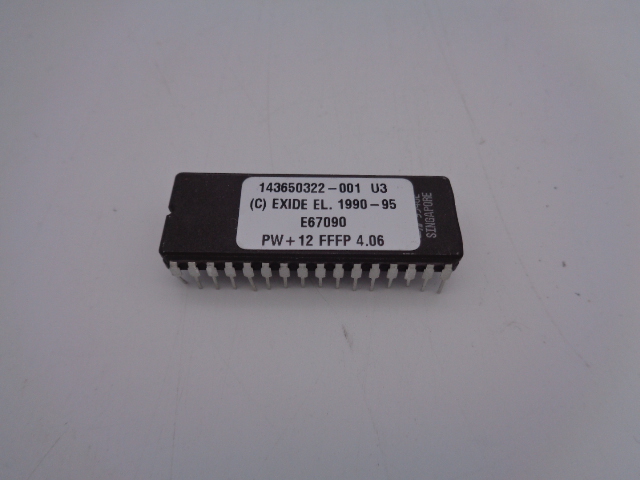 143650322-001 U3
(C) EXIDE EL. 1990-95
E67090
PW+12 FFFP 4.06
SINGAPORE